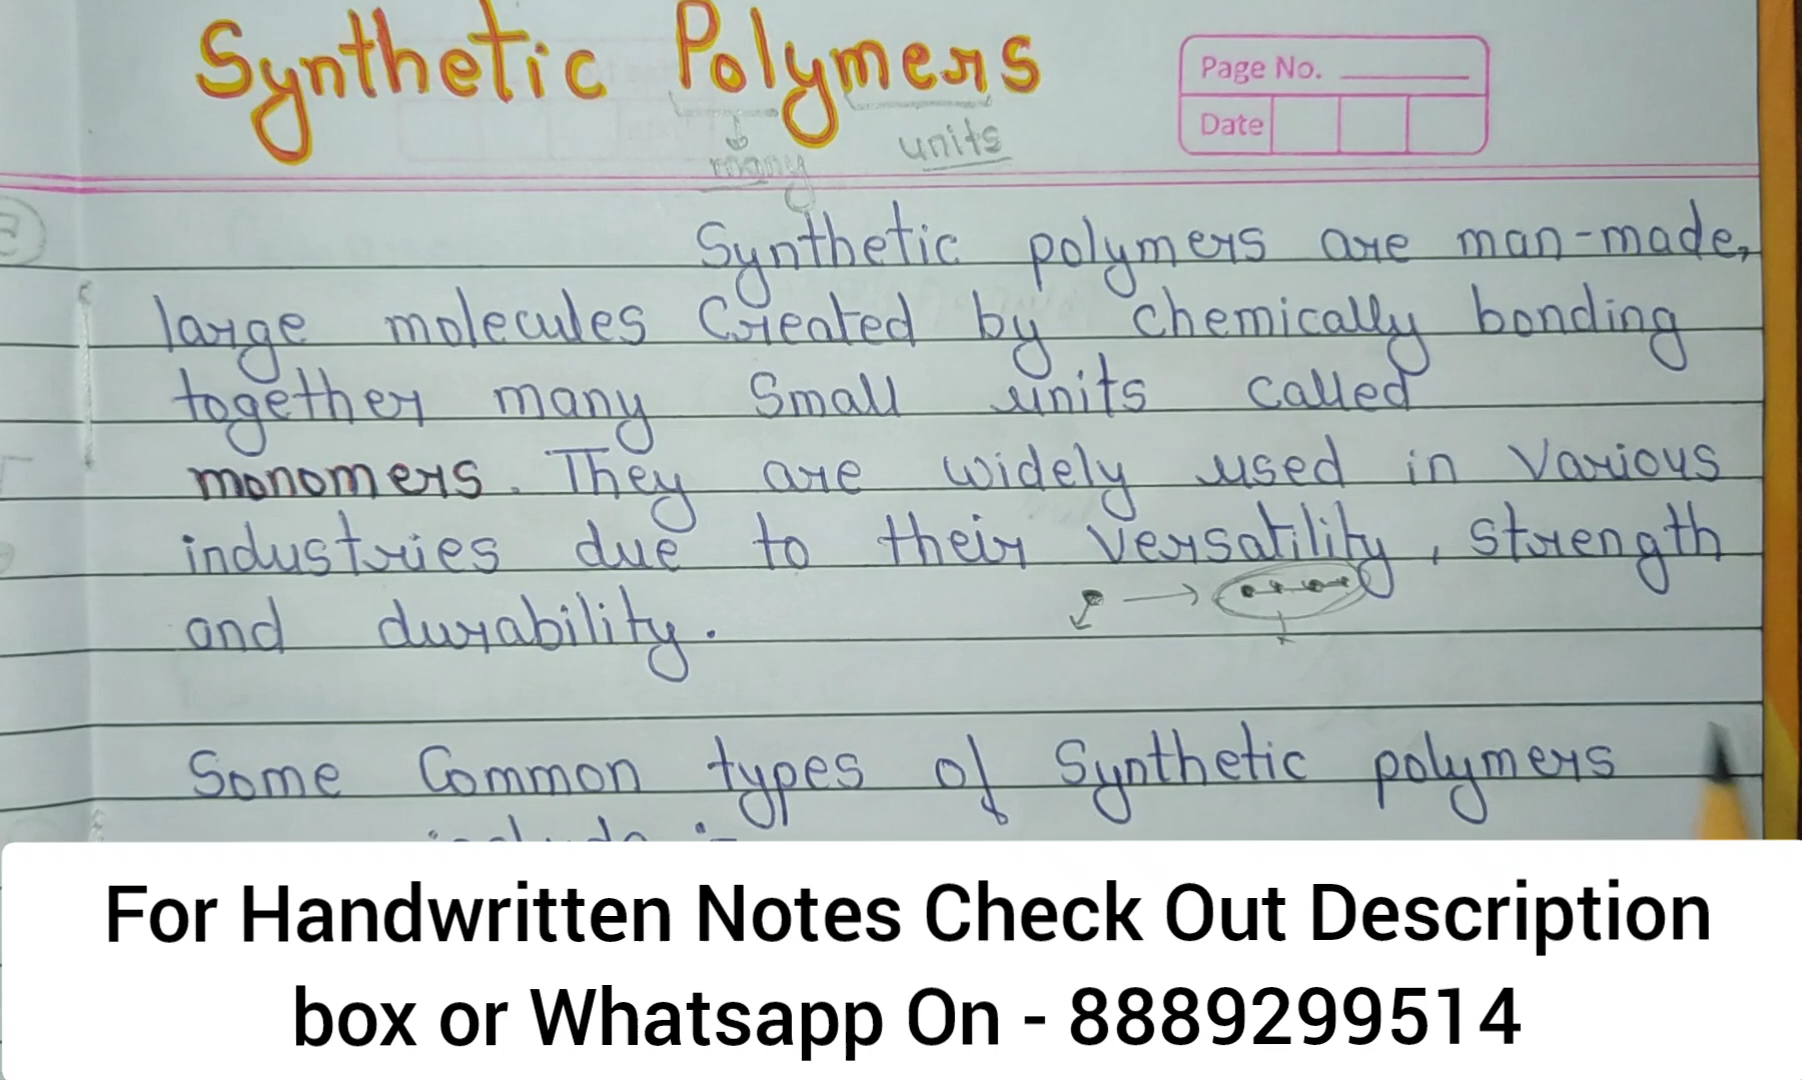 Synthetic Polymers
Page No.
Date
many
units
Synthetic polymers are man-made,
large molecules Created by chemically bonding
together many Small units called
monomers. They are widely used in various
industries due to their versatility, strength
and durability.
Some Common types of Synthetic polymers
include :-
For Handwritten Notes Check Out Description
box or Whatsapp On - 8889299514